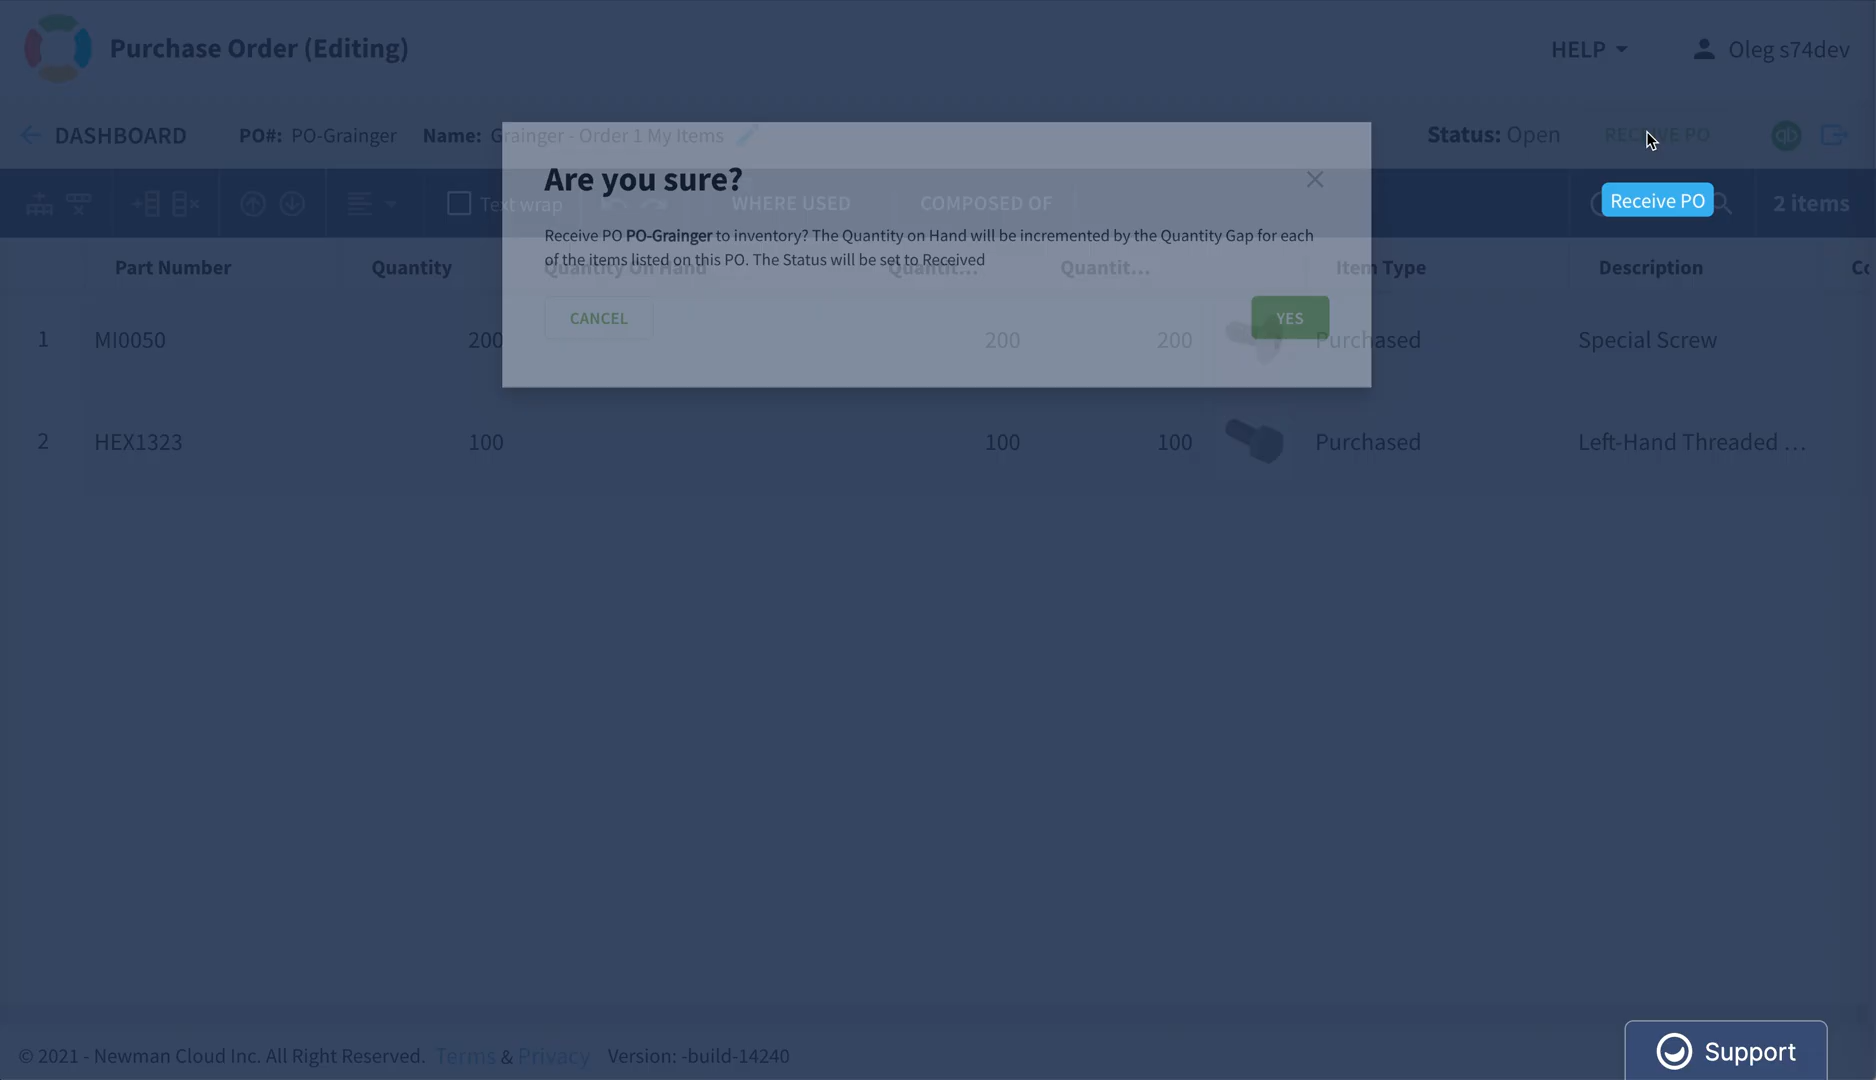 Purchase Order (Editing)
HELP
Oleg s74dev
DASHBOARD
PO#: PO-Grainger
Name: Grainger - Order 1 My Items
Status: Open
RECEIVE PO
qb
Receive PO
Text wrap
WHERE USED
COMPOSED OF
2 items
Are you sure?
Receive PO PO-Grainger to inventory? The Quantity on Hand will be incremented by the Quantity Gap for each
of the items listed on this PO. The Status will be set to Received
CANCEL
YES
Part Number Quantity Quantity On Hand Quantit... Quantit... Item Type Description
1 MI0050 200 200 200 Purchased Special Screw
2 HEX1323 100 100 100 Purchased Left-Hand Threaded ...
© 2021 - Newman Cloud Inc. All Right Reserved. Terms & Privacy Version: -build-14240
Support